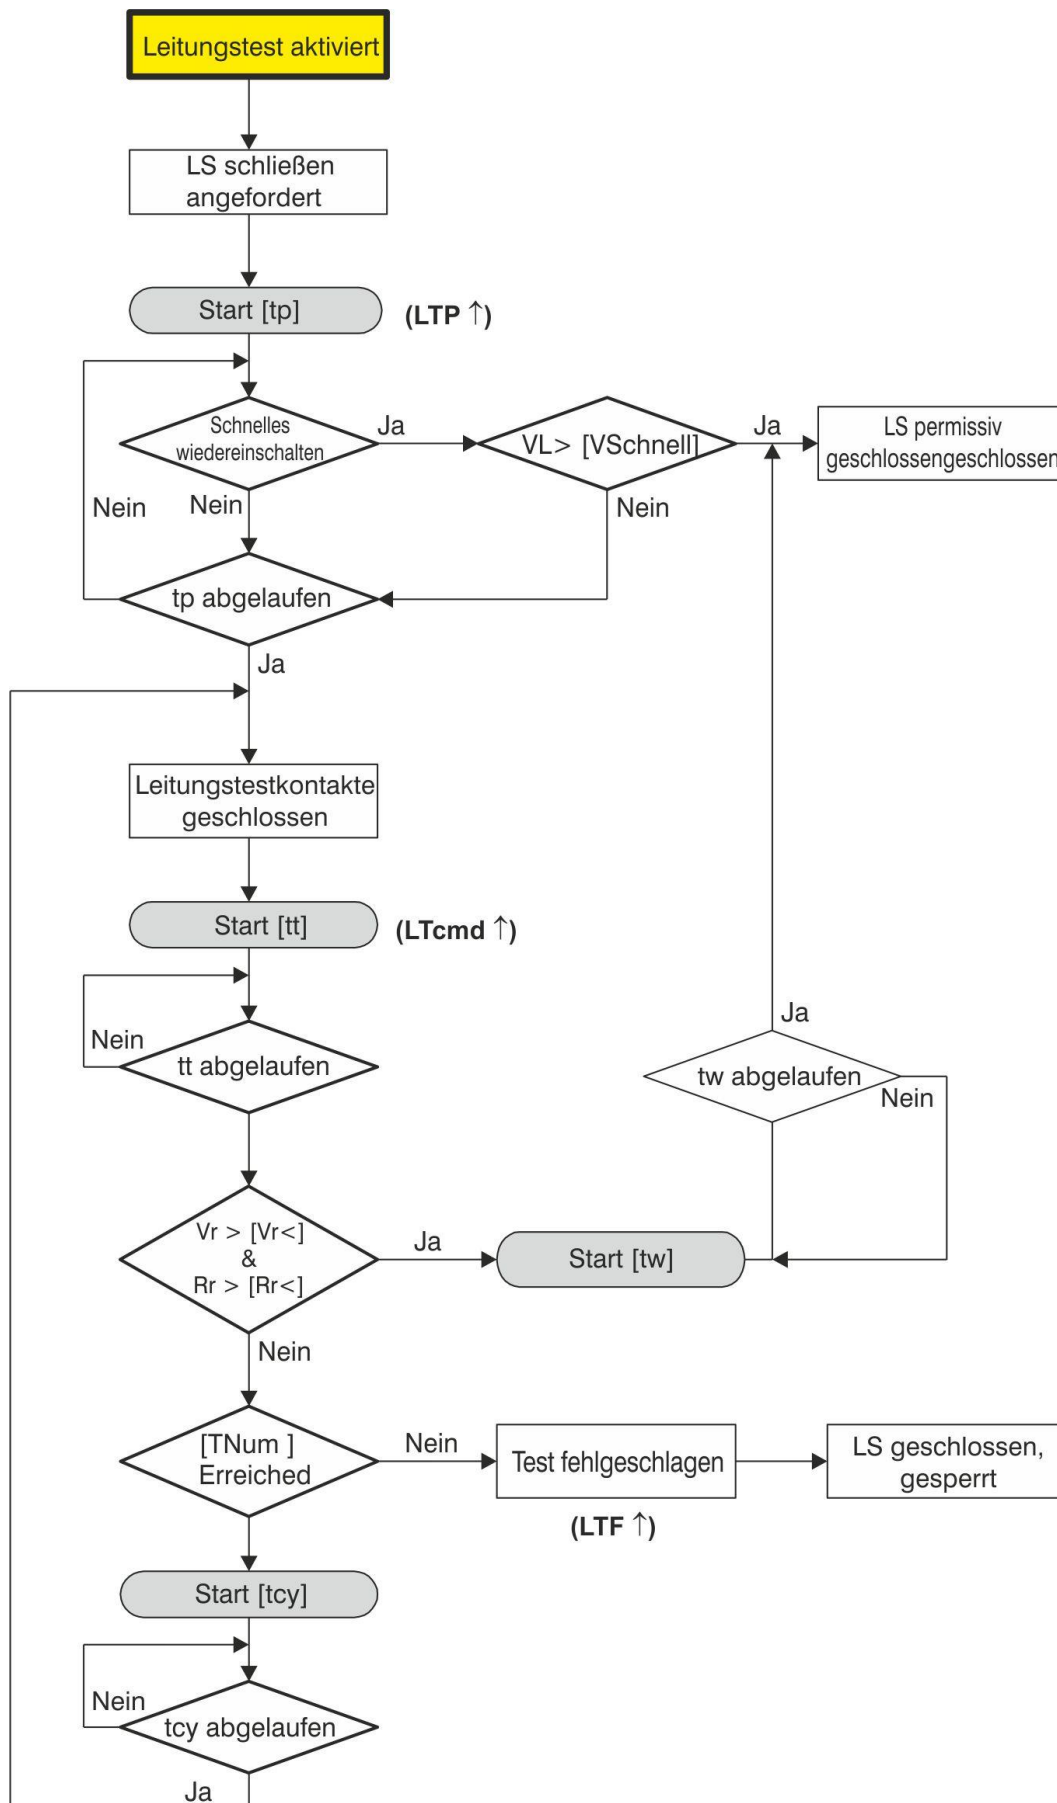 Leitungstest aktiviert
LS schließen
angefordert
Start [tp]
(LTP ↑)
Schnelles
wiedereinschalten
Ja
VL> [VSchnell]
Ja
LS permissiv
geschlossengeschlossen
Nein
Nein
Nein
tp abgelaufen
Ja
Leitungstestkontakte
geschlossen
Start [tt]
(LTcmd ↑)
Nein
tt abgelaufen
Ja
tw abgelaufen
Nein
Vr > [Vr<]
&
Rr > [Rr<]
Ja
Start [tw]
Nein
[TNum ]
Erreiched
Nein
Test fehlgeschlagen
LS geschlossen,
gesperrt
(LTF ↑)
Start [tcy]
Nein
tcy abgelaufen
Ja